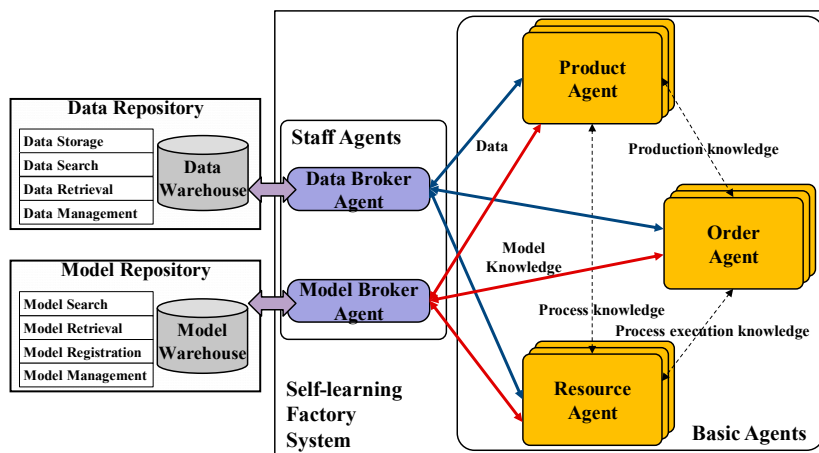 Data Repository
Data Storage
Data Search
Data Retrieval
Data Management
Data
Warehouse
Model Repository
Model Search
Model Retrieval
Model Registration
Model Management
Model
Warehouse
Staff Agents
Data Broker
Agent
Model Broker
Agent
Self-learning
Factory
System
Product
Agent
Data
Production knowledge
Order
Agent
Model
Knowledge
Process knowledge
Process execution knowledge
Resource
Agent
Basic Agents